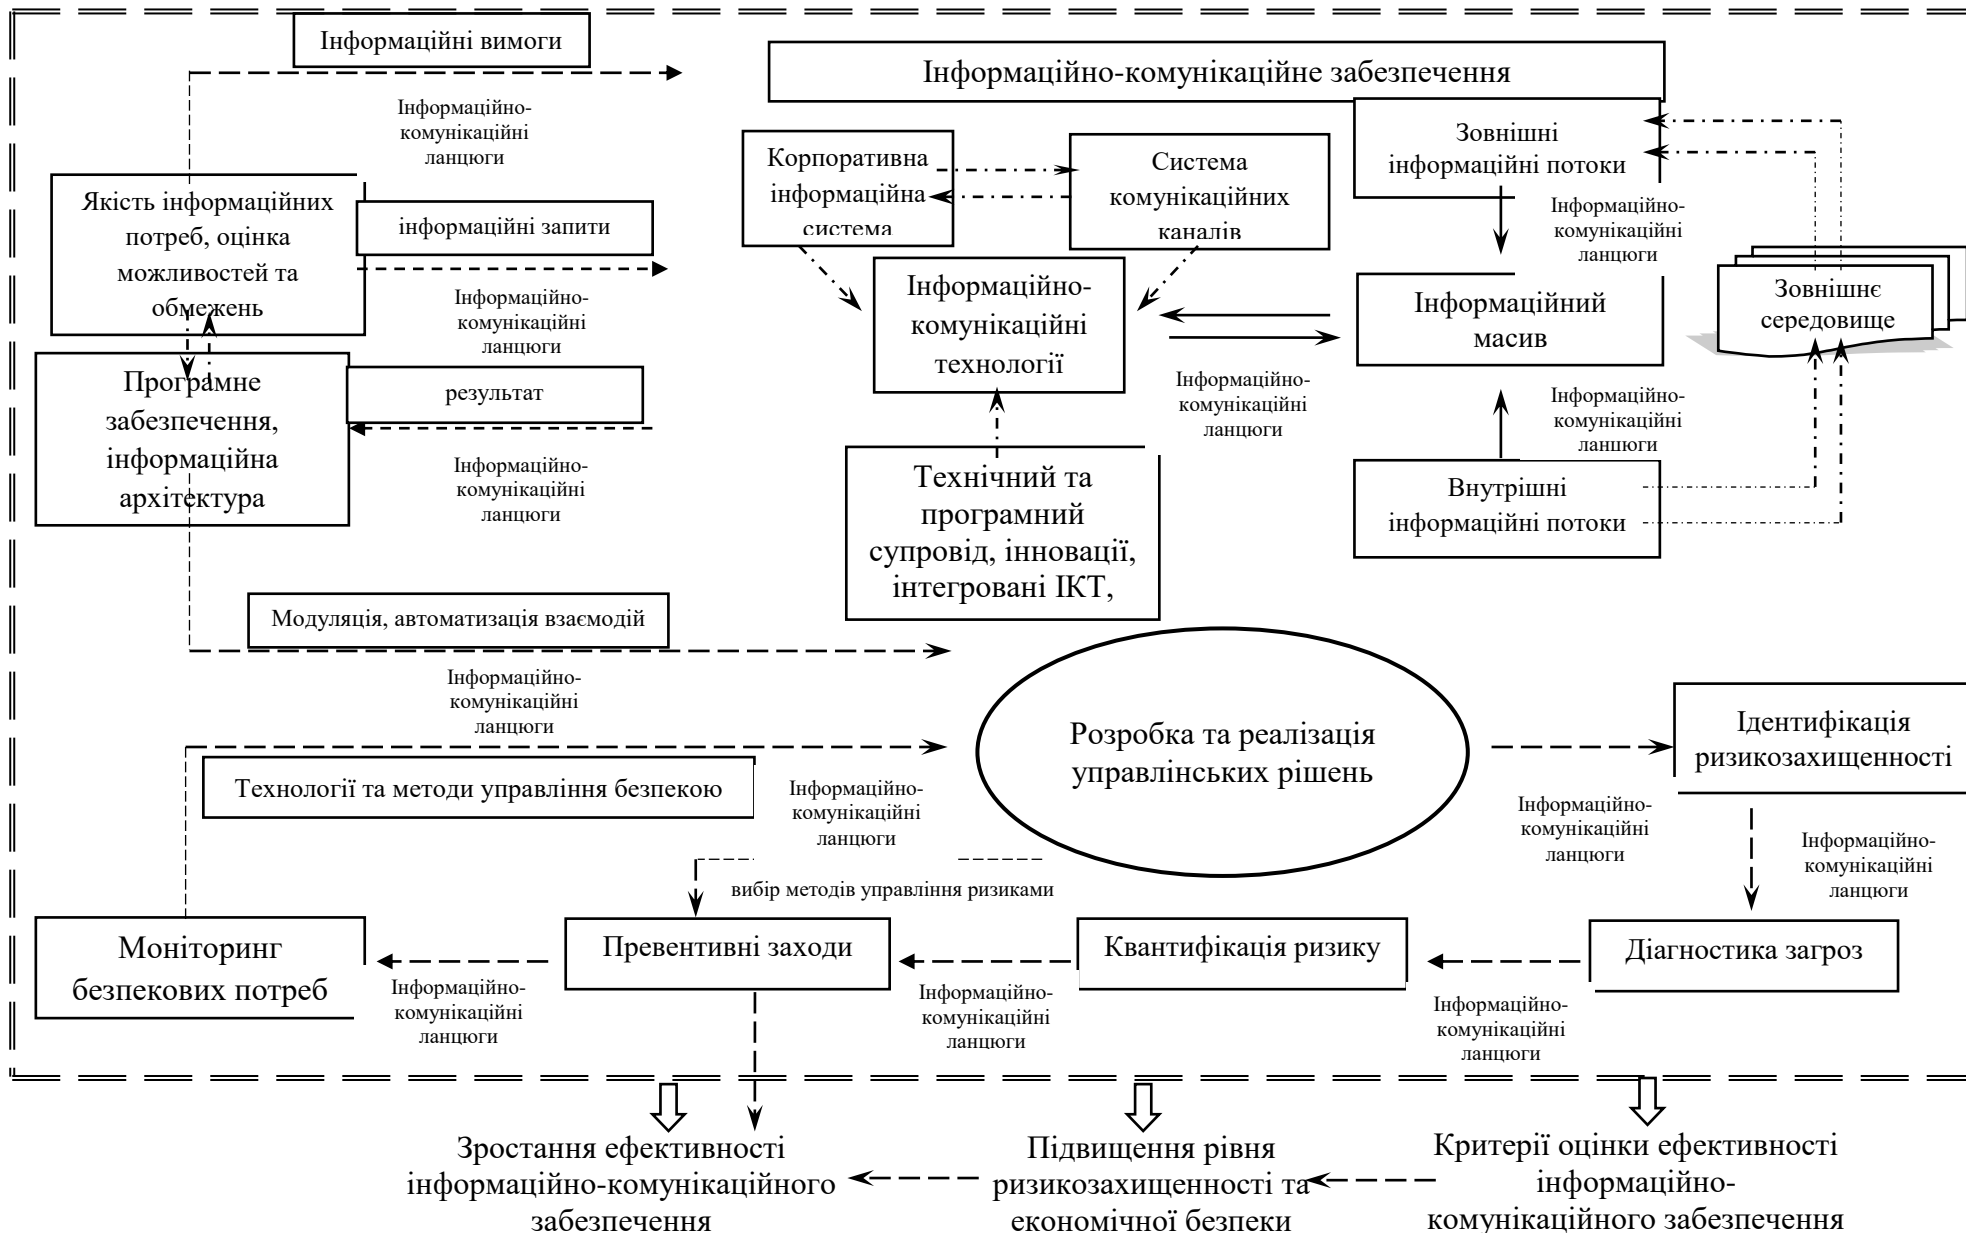 Інформаційні вимоги
Інформаційно-комунікаційне забезпечення
Інформаційно-
комунікаційні
ланцюги
Корпоративна
інформаційна
система
Система
комунікаційних
каналів
Зовнішні
інформаційні потоки
Якість інформаційних
потреб, оцінка
можливостей та
обмежень
інформаційні запити
Інформаційно-
комунікаційні
ланцюги
Інформаційно-
комунікаційні
ланцюги
Інформаційно-
комунікаційні
технології
Інформаційний
масив
Зовнішнє
середовище
Програмне
забезпечення,
інформаційна
архітектура
результат
Інформаційно-
комунікаційні
ланцюги
Інформаційно-
комунікаційні
ланцюги
Інформаційно-
комунікаційні
ланцюги
Технічний та
програмний
супровід, інновації,
інтегровані ІКТ,
Внутрішні
інформаційні потоки
Модуляція, автоматизація взаємодій
Інформаційно-
комунікаційні
ланцюги
Розробка та реалізація
управлінських рішень
Ідентифікація
ризикозахищенності
Технології та методи управління безпекою
Інформаційно-
комунікаційні
ланцюги
Інформаційно-
комунікаційні
ланцюги
Інформаційно-
комунікаційні
ланцюги
вибір методів управління ризиками
Моніторинг
безпекових потреб
Превентивні заходи
Квантифікація ризику
Діагностика загроз
Інформаційно-
комунікаційні
ланцюги
Інформаційно-
комунікаційні
ланцюги
Інформаційно-
комунікаційні
ланцюги
Зростання ефективності
інформаційно-комунікаційного
забезпечення
Підвищення рівня
ризикозахищенності та
економічної безпеки
Критерії оцінки ефективності
інформаційно-
комунікаційного забезпечення